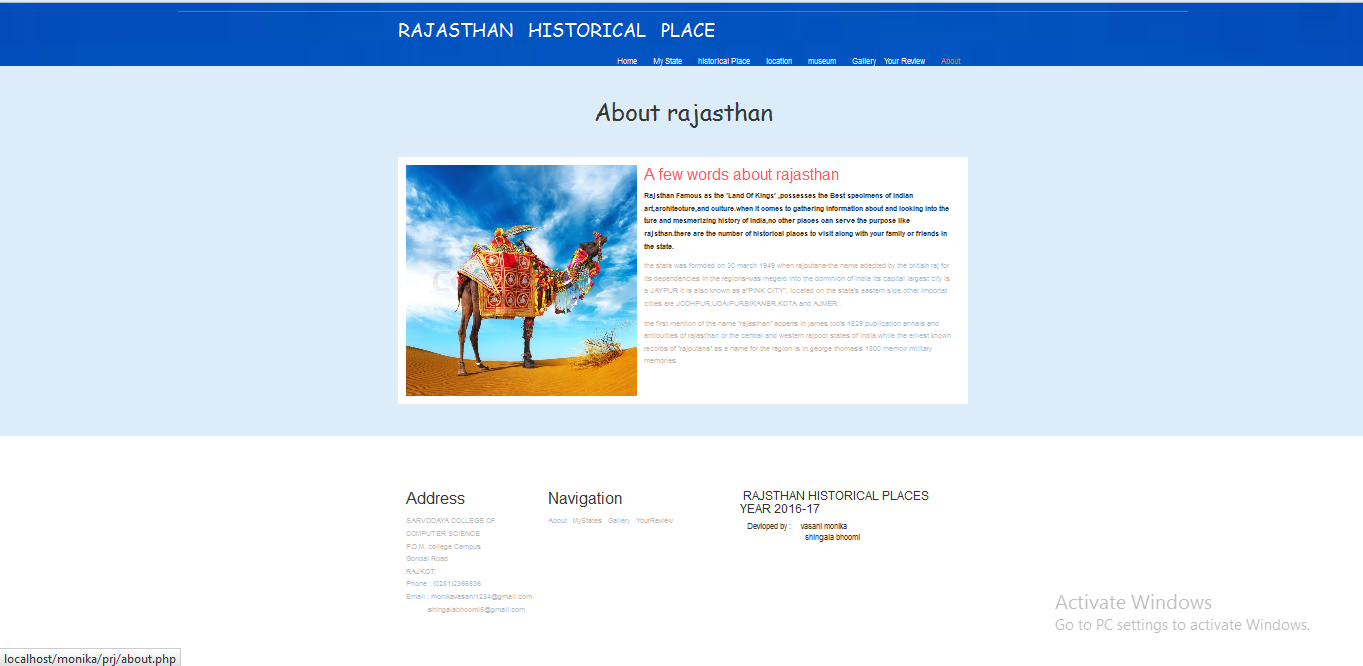 RAJASTHAN HISTORICAL PLACE
Home My State historical Place location museum Gallery Your Review About
About rajasthan
A few words about rajasthan
Rajsthan Famous as the 'Land Of Kings' ,possesses the Best specimens of indian
art,architecture,and culture.when it comes to gathering information about and looking into the
ture and mesmerizing history of india,no other places can serve the purpose like
rajsthan.there are the number of historical places to visit along with your family or friends in
the state.
the state was formded on 30 march 1949 when rajputana-the name adepted by the british raj for
its dependencies in the regions-was megerd into the dominion of india its capital largest city is
a JAYPUR it is also known as a"PINK CITY", located on the state's eastern side.other importat
cities are JODHPUR,UDAIPURBIKANER,KOTA and AJMER..
the first mention of the name "rajasthan" appens in james tod's 1829 publication annals and
antiquities of rajasthan or the central and western rajpoot states of india,while the erliest known
records of "rajputana" as a name for the ragion is in george thomas's 1800 memoir military
memories.
Address
SARVODAYA COLLEGE OF
COMPUTER SCIENCE
P.D.M. college Campus
Gondal Road
RAJKOT.
Phone : (0281)2366636
Email : monikavasani1234@gmail.com
shingalabhoomi5@gmail.com
Navigation
About MyStates Gallery YourReview
RAJSTHAN HISTORICAL PLACES
YEAR 2016-17
Devloped by : vasani monika
shingala bhoomi
Activate Windows
Go to PC settings to activate Windows.
localhost/monika/prj/about.php